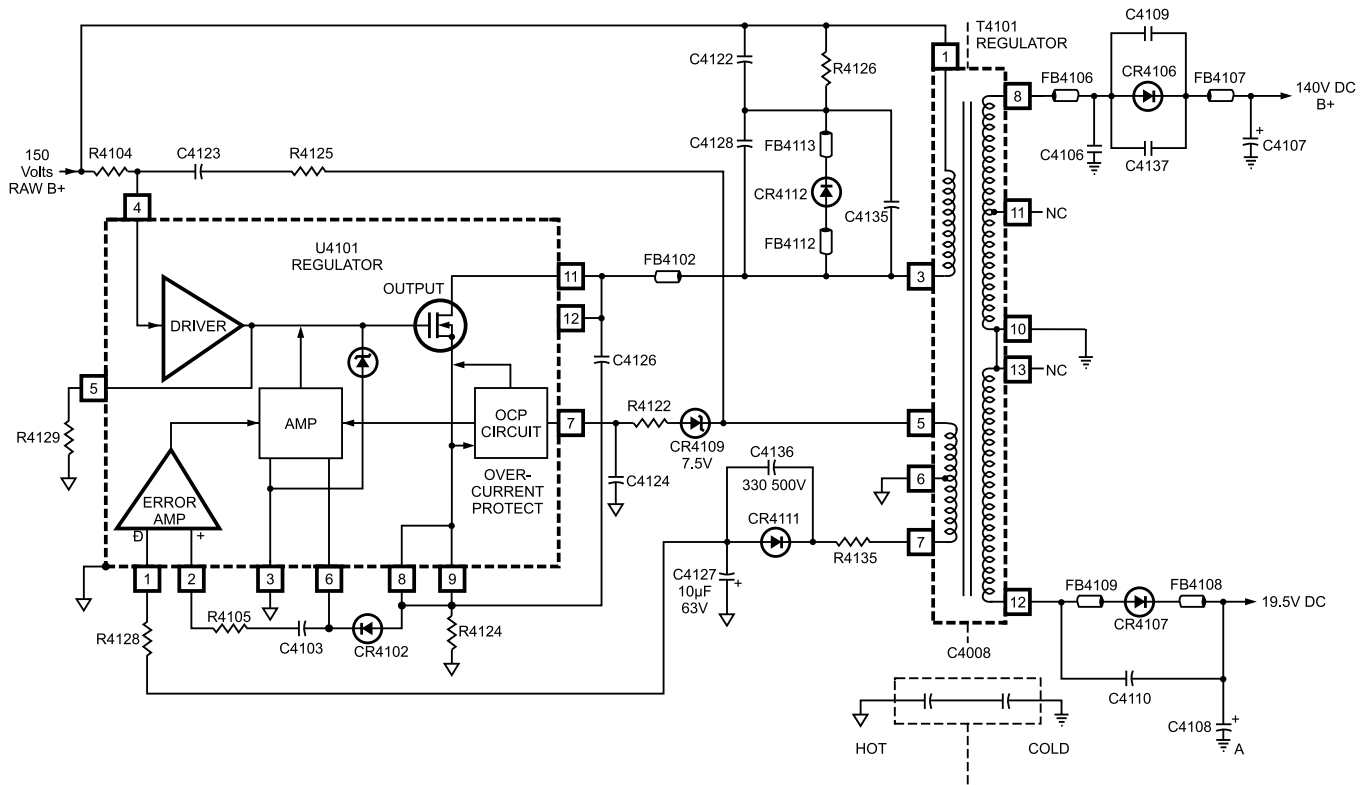 C4109
T4101
REGULATOR
1
C4122
R4126
FB4106
CR4106
FB4107
8
140V DC
B+
C4106
C4137
+
C4107
150
Volts
RAW B+
R4104
C4123
R4125
C4128
FB4113
CR4112
C4135
FB4112
4
11
NC
U4101
REGULATOR
OUTPUT
11
FB4102
3
DRIVER
12
10
C4126
13
NC
5
R4129
AMP
OCP
CIRCUIT
7
R4122
CR4109
7.5V
5
C4124
C4136
330 500V
6
OVER-
CURRENT
PROTECT
ERROR
AMP
Đ
+
CR4111
R4135
7
1
2
3
6
8
9
C4127
10µF
63V
+
12
FB4109
CR4107
FB4108
19.5V DC
R4128
R4105
C4103
CR4102
R4124
C4008
C4110
HOT
COLD
C4108
+
A